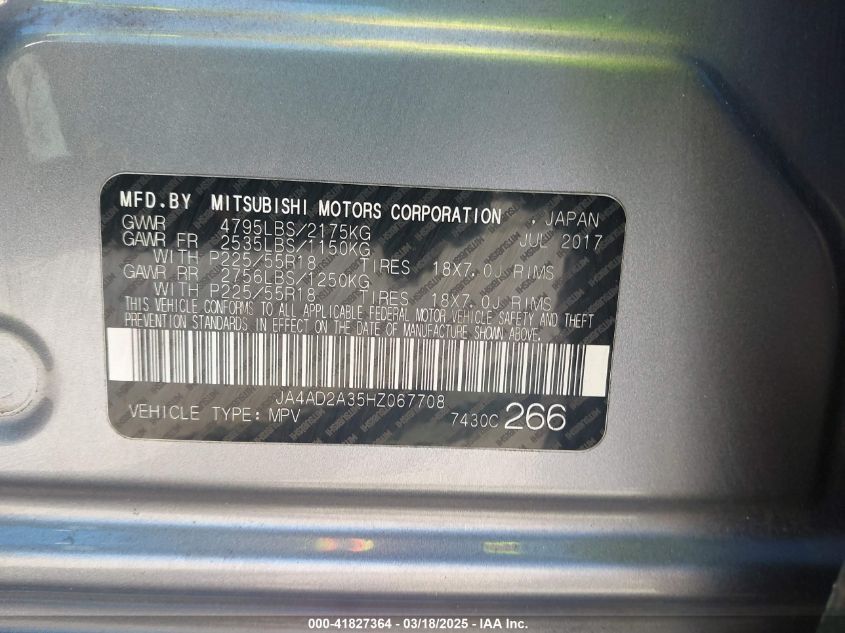 MFD.BY MITSUBISHI MOTORS CORPORATION , JAPAN
GVWR 4795LBS/2175KG JUL 2017
GAWR FR 2535LBS/1150KG
WITH P225/55R18 TIRES 18X7.0J RIMS
GAWR RR 2756LBS/1250KG
WITH P225/55R18 TIRES 18X7.0J RIMS
THIS VEHICLE CONFORMS TO ALL APPLICABLE FEDERAL MOTOR VEHICLE SAFETY AND THEFT
PREVENTION STANDARDS IN EFFECT ON THE DATE OF MANUFACTURE SHOWN ABOVE.
JA4AD2A35HZ067708
VEHICLE TYPE: MPV 7430C 266
000-41827364 - 03/18/2025 - IAA Inc.